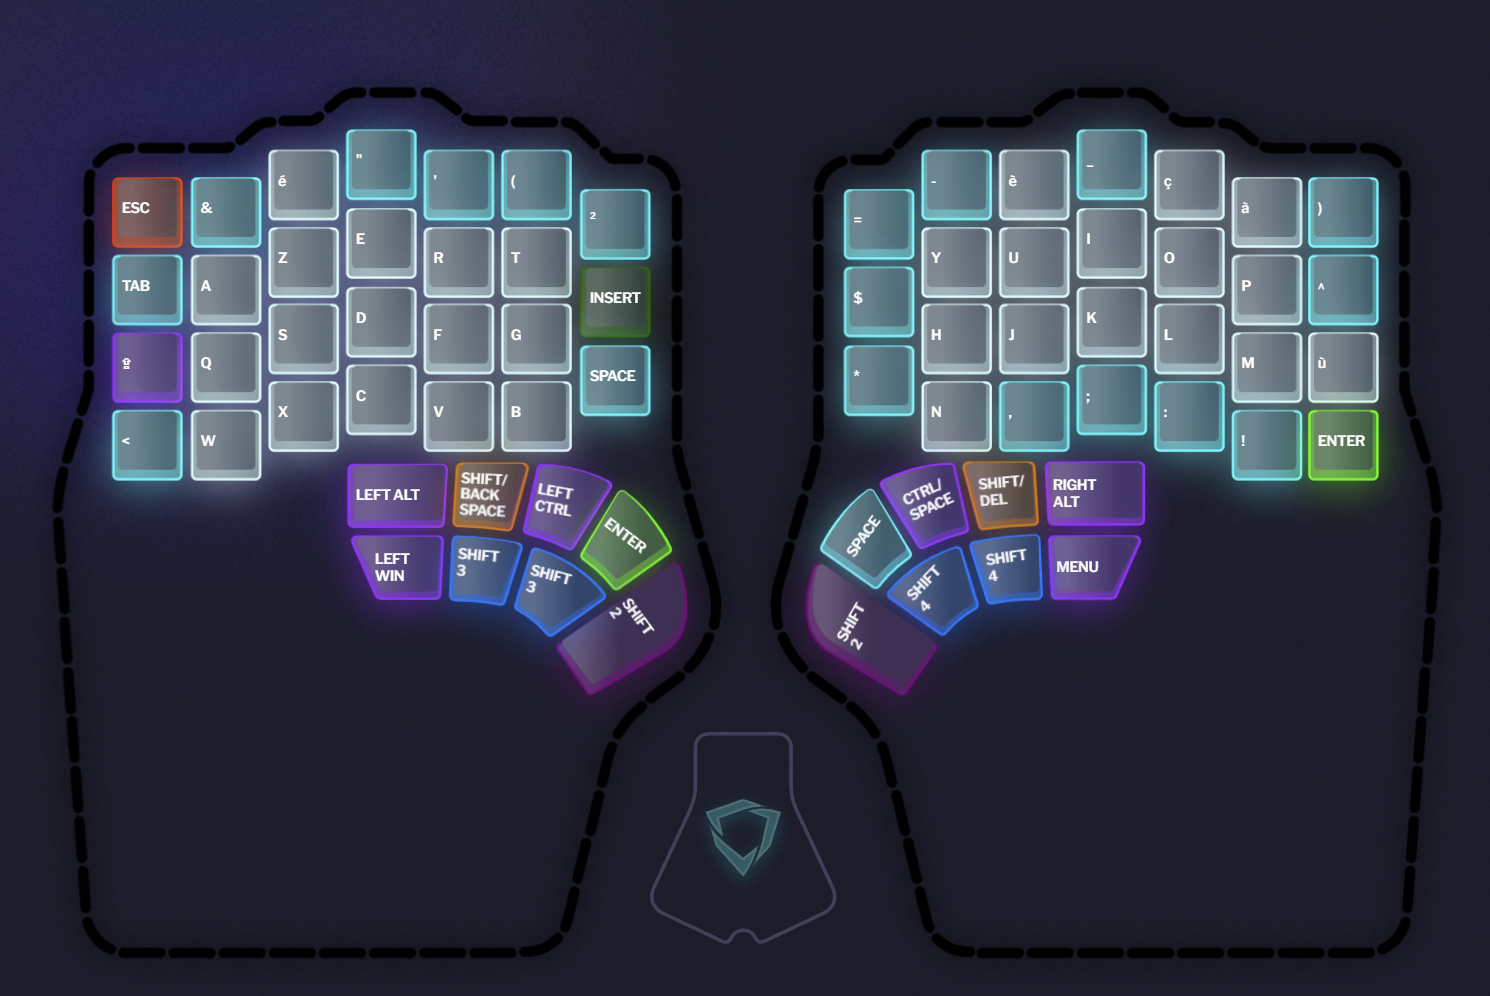 ESC & é " ' ( ²
TAB A Z E R T INSERT
⇪ Q S D F G SPACE
< W X C V B
LEFT ALT
SHIFT/
BACK
SPACE
LEFT
CTRL
ENTER
LEFT
WIN
SHIFT
3
SHIFT
3
SHIFT
2
= - è _ ç à )
$ Y U I O P ^
* H J K L M ù
N , ; : ! ENTER
SPACE
CTRL/
SPACE
SHIFT/
DEL
RIGHT
ALT
SHIFT
2
SHIFT
4
SHIFT
4
MENU